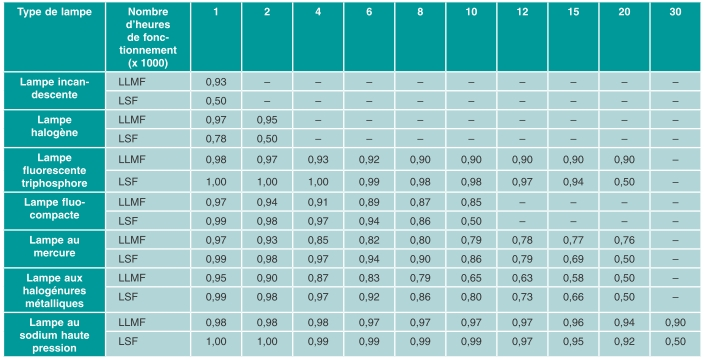 Type de lampe Nombre d'heures de fonc-tionnement (x 1000) 1 2 4 6 8 10 12 15 20 30
Lampe incan-descente LLMF 0,93 – – – – – – – – –
LSF 0,50 – – – – – – – – –
Lampe halogène LLMF 0,97 0,95 – – – – – – – –
LSF 0,78 0,50 – – – – – – – –
Lampe fluorescente triphosphore LLMF 0,98 0,97 0,93 0,92 0,90 0,90 0,90 0,90 0,90 –
LSF 1,00 1,00 1,00 0,99 0,98 0,98 0,97 0,94 0,50 –
Lampe fluo-compacte LLMF 0,97 0,94 0,91 0,89 0,87 0,85 – – – –
LSF 0,99 0,98 0,97 0,94 0,86 0,50 – – – –
Lampe au mercure LLMF 0,97 0,93 0,85 0,82 0,80 0,79 0,78 0,77 0,76 –
LSF 0,99 0,98 0,97 0,94 0,90 0,86 0,79 0,69 0,50 –
Lampe aux halogénures métalliques LLMF 0,95 0,90 0,87 0,83 0,79 0,65 0,63 0,58 0,50 –
LSF 0,99 0,98 0,97 0,92 0,86 0,80 0,73 0,66 0,50 –
Lampe au sodium haute pression LLMF 0,98 0,98 0,98 0,97 0,97 0,97 0,97 0,96 0,94 0,90
LSF 1,00 1,00 0,99 0,99 0,99 0,99 0,97 0,95 0,92 0,50